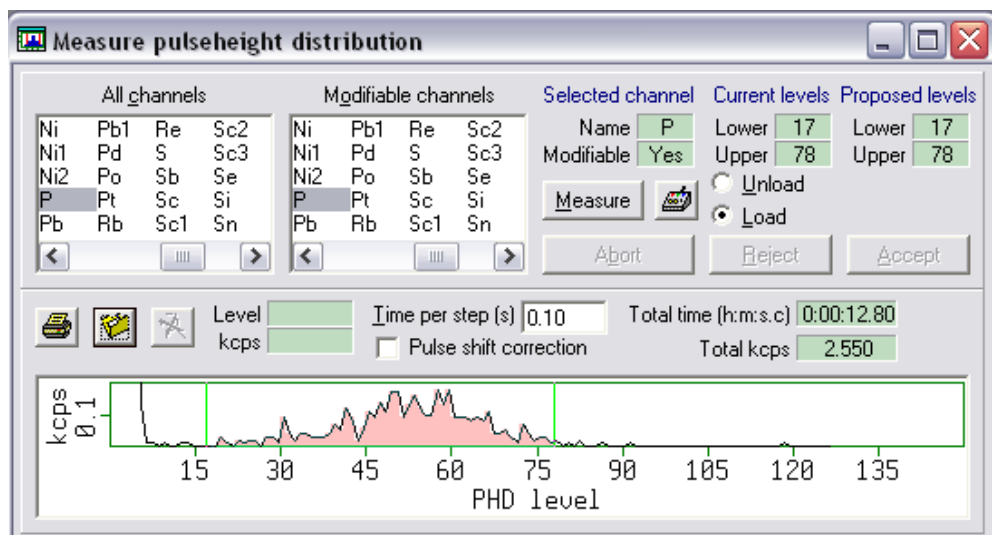 Measure pulseheight distribution
All channels
Ni Pb1 Re Sc2
Ni1 Pd S Sc3
Ni2 Po Sb Se
P Pt Sc Si
Pb Rb Sc1 Sn
Modifiable channels
Ni Pb1 Re Sc2
Ni1 Pd S Sc3
Ni2 Po Sb Se
P Pt Sc Si
Pb Rb Sc1 Sn
Selected channel
Name P
Modifiable Yes
Current levels
Lower 17
Upper 78
Proposed levels
Lower 17
Upper 78
Measure
Unload
Load
Abort
Reject
Accept
Level
kcps
Time per step (s) 0.10
Pulse shift correction
Total time (h:m:s.c) 0:00:12.80
Total kcps 2.550
kcps
0 0.1
15 30 45 60 75 90 105 120 135
PHD level